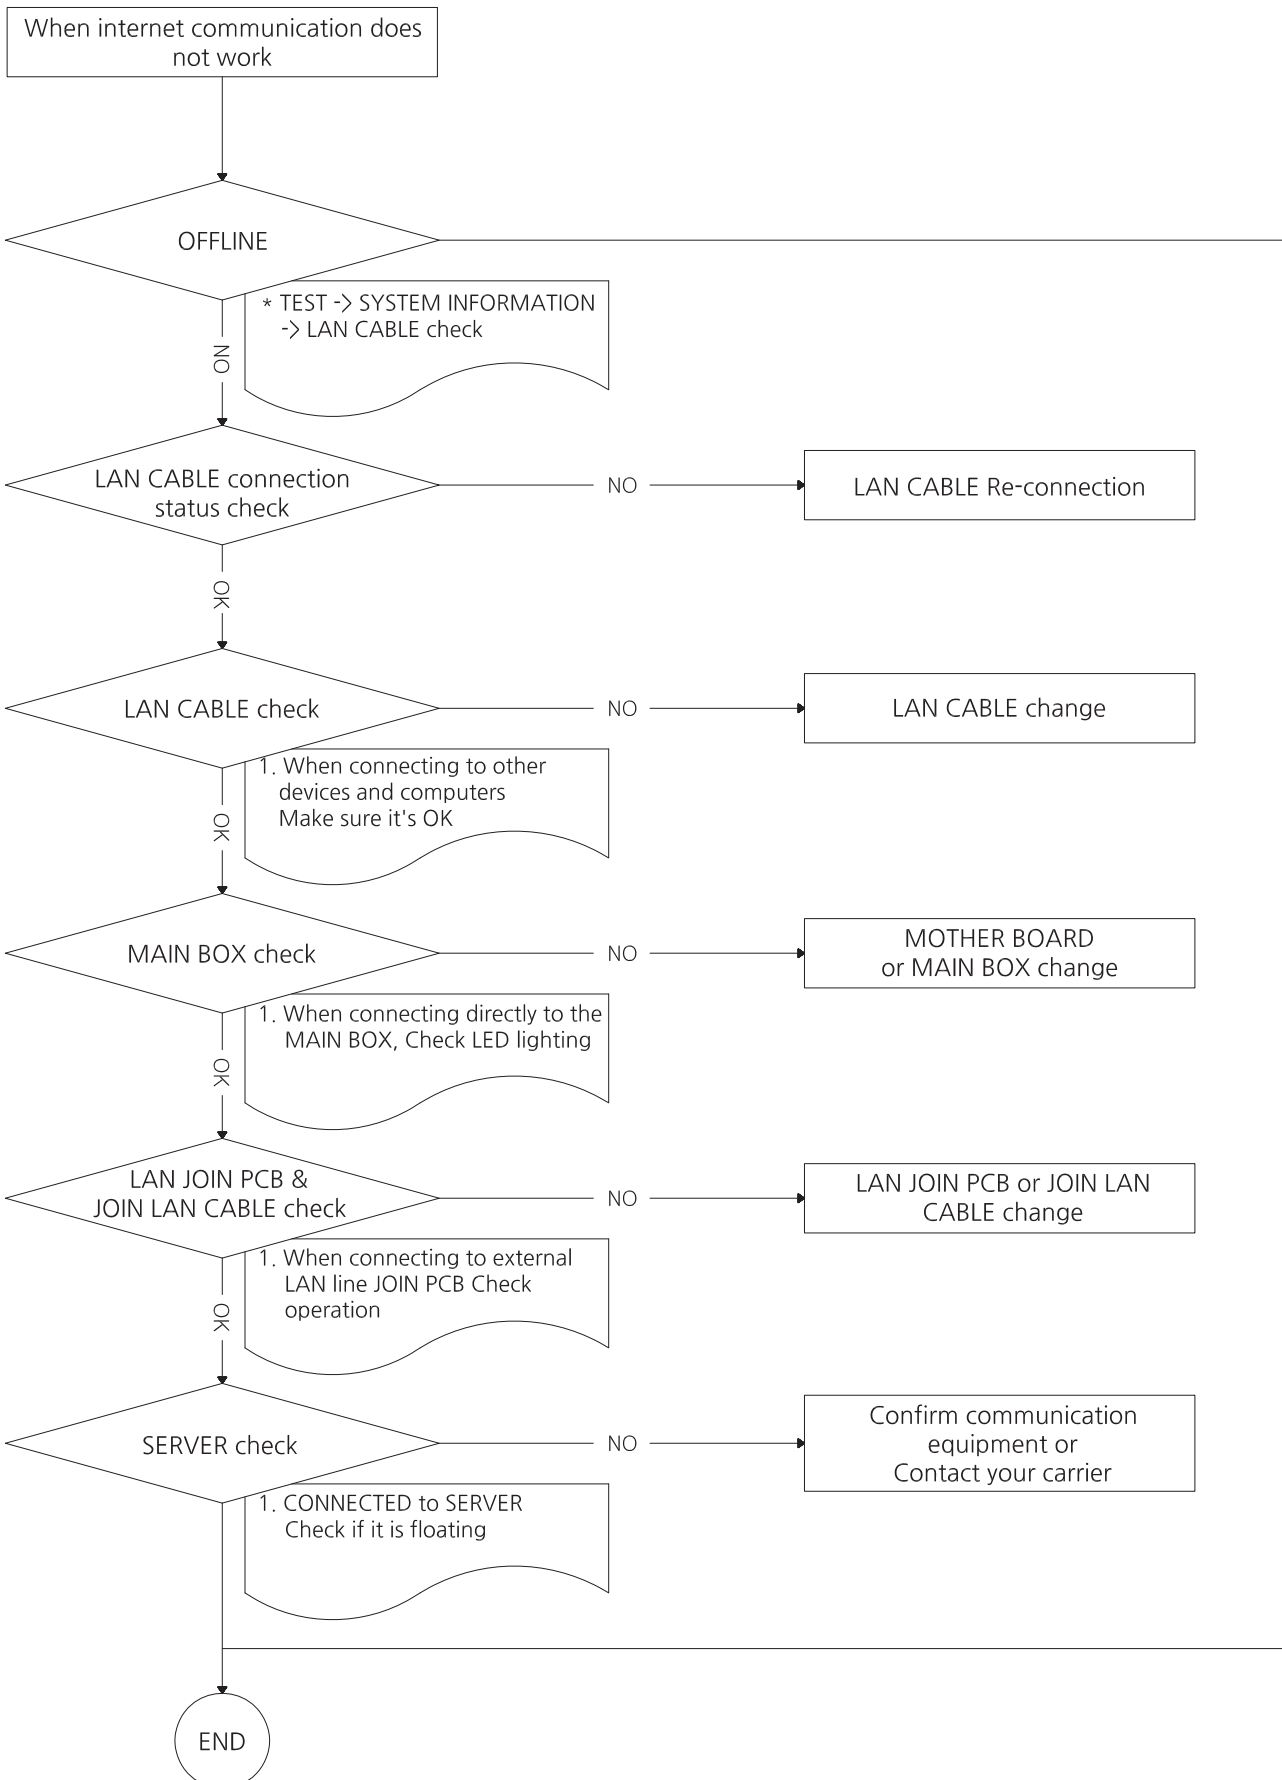 When internet communication does
not work
OFFLINE
* TEST -> SYSTEM INFORMATION
-> LAN CABLE check
NO
LAN CABLE connection
status check
NO
LAN CABLE Re-connection
OK
LAN CABLE check
NO
LAN CABLE change
1. When connecting to other
devices and computers
Make sure it's OK
OK
MAIN BOX check
NO
MOTHER BOARD
or MAIN BOX change
1. When connecting directly to the
MAIN BOX, Check LED lighting
OK
LAN JOIN PCB &
JOIN LAN CABLE check
NO
LAN JOIN PCB or JOIN LAN
CABLE change
1. When connecting to external
LAN line JOIN PCB Check
operation
OK
SERVER check
NO
Confirm communication
equipment or
Contact your carrier
1. CONNECTED to SERVER
Check if it is floating
END